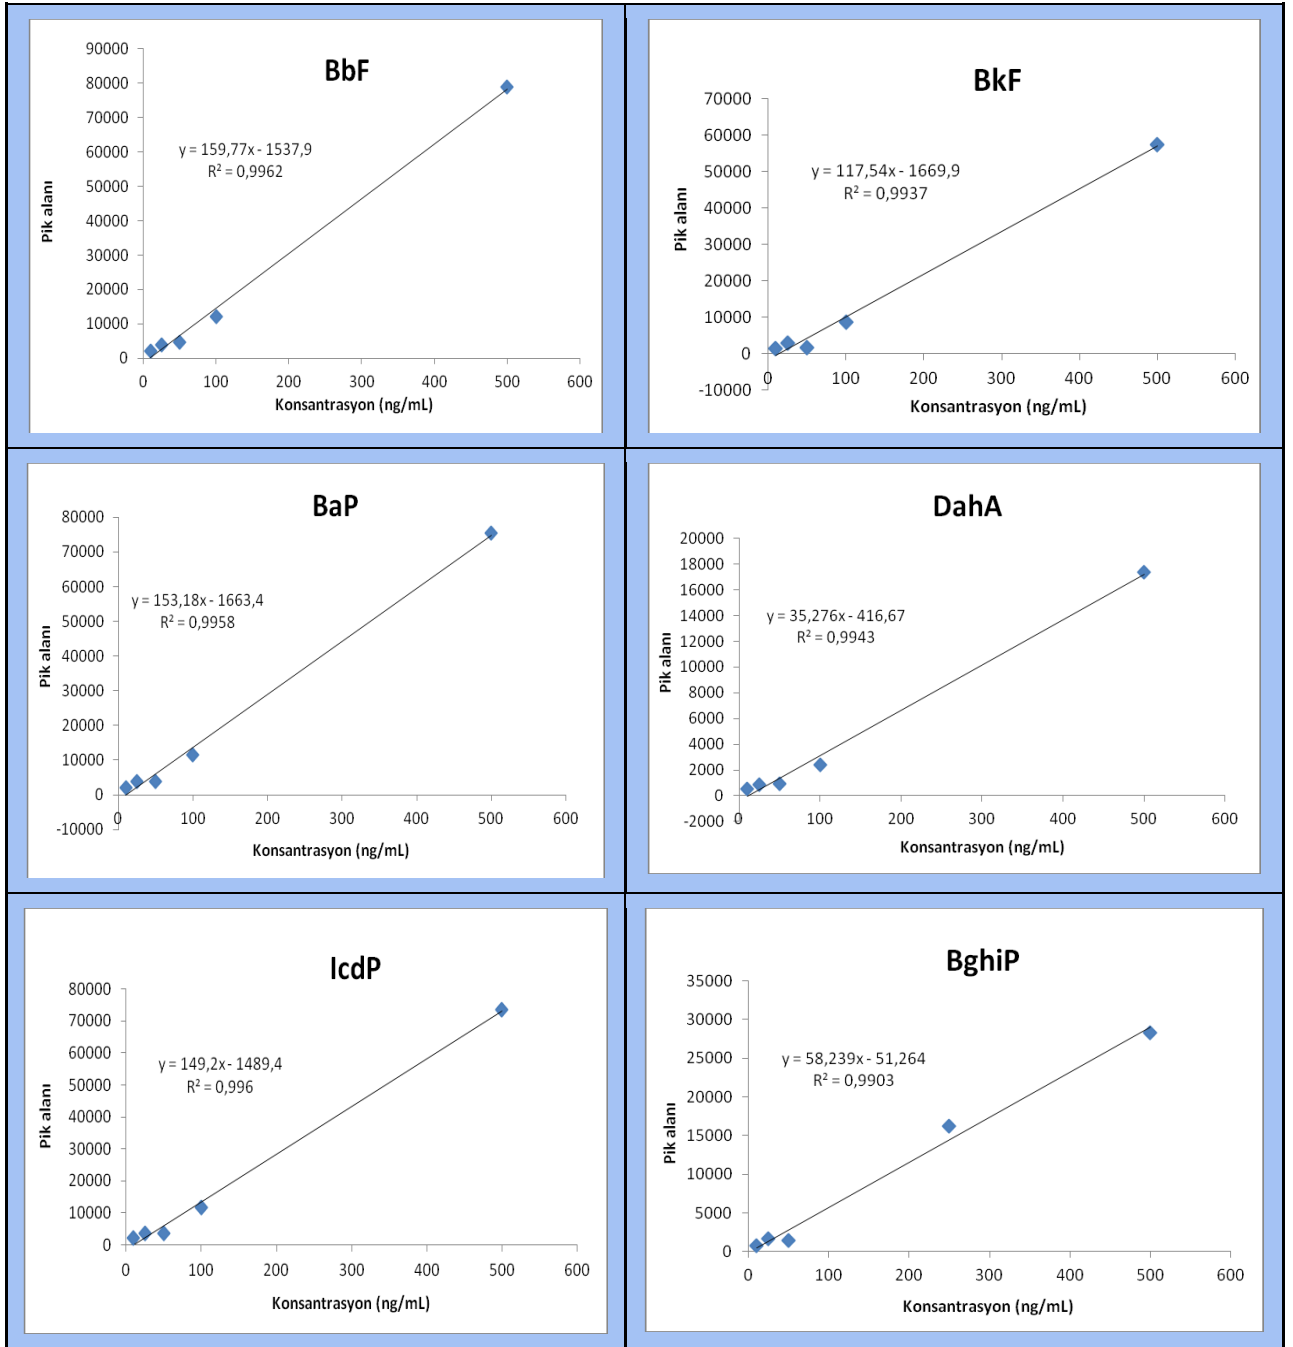 BbF
90000
80000
70000
60000
50000
40000
30000
20000
10000
0
y = 159,77x - 1537,9
R² = 0,9962
Pik alanı
0 100 200 300 400 500 600
Konsantrasyon (ng/mL)
BkF
70000
60000
50000
40000
30000
20000
10000
0
-10000
y = 117,54x - 1669,9
R² = 0,9937
Pik alanı
0 100 200 300 400 500 600
Konsantrasyon (ng/mL)
BaP
80000
70000
60000
50000
40000
30000
20000
10000
0
-10000
y = 153,18x - 1663,4
R² = 0,9958
Pik alanı
0 100 200 300 400 500 600
Konsantrasyon (ng/mL)
DahA
20000
18000
16000
14000
12000
10000
8000
6000
4000
2000
0
-2000
y = 35,276x - 416,67
R² = 0,9943
Pik alanı
0 100 200 300 400 500 600
Konsantrasyon (ng/mL)
IcdP
80000
70000
60000
50000
40000
30000
20000
10000
0
y = 149,2x - 1489,4
R² = 0,996
Pik alanı
0 100 200 300 400 500 600
Konsantrasyon (ng/mL)
BghiP
35000
30000
25000
20000
15000
10000
5000
0
y = 58,239x - 51,264
R² = 0,9903
Pik alanı
0 100 200 300 400 500 600
Konsantrasyon (ng/mL)